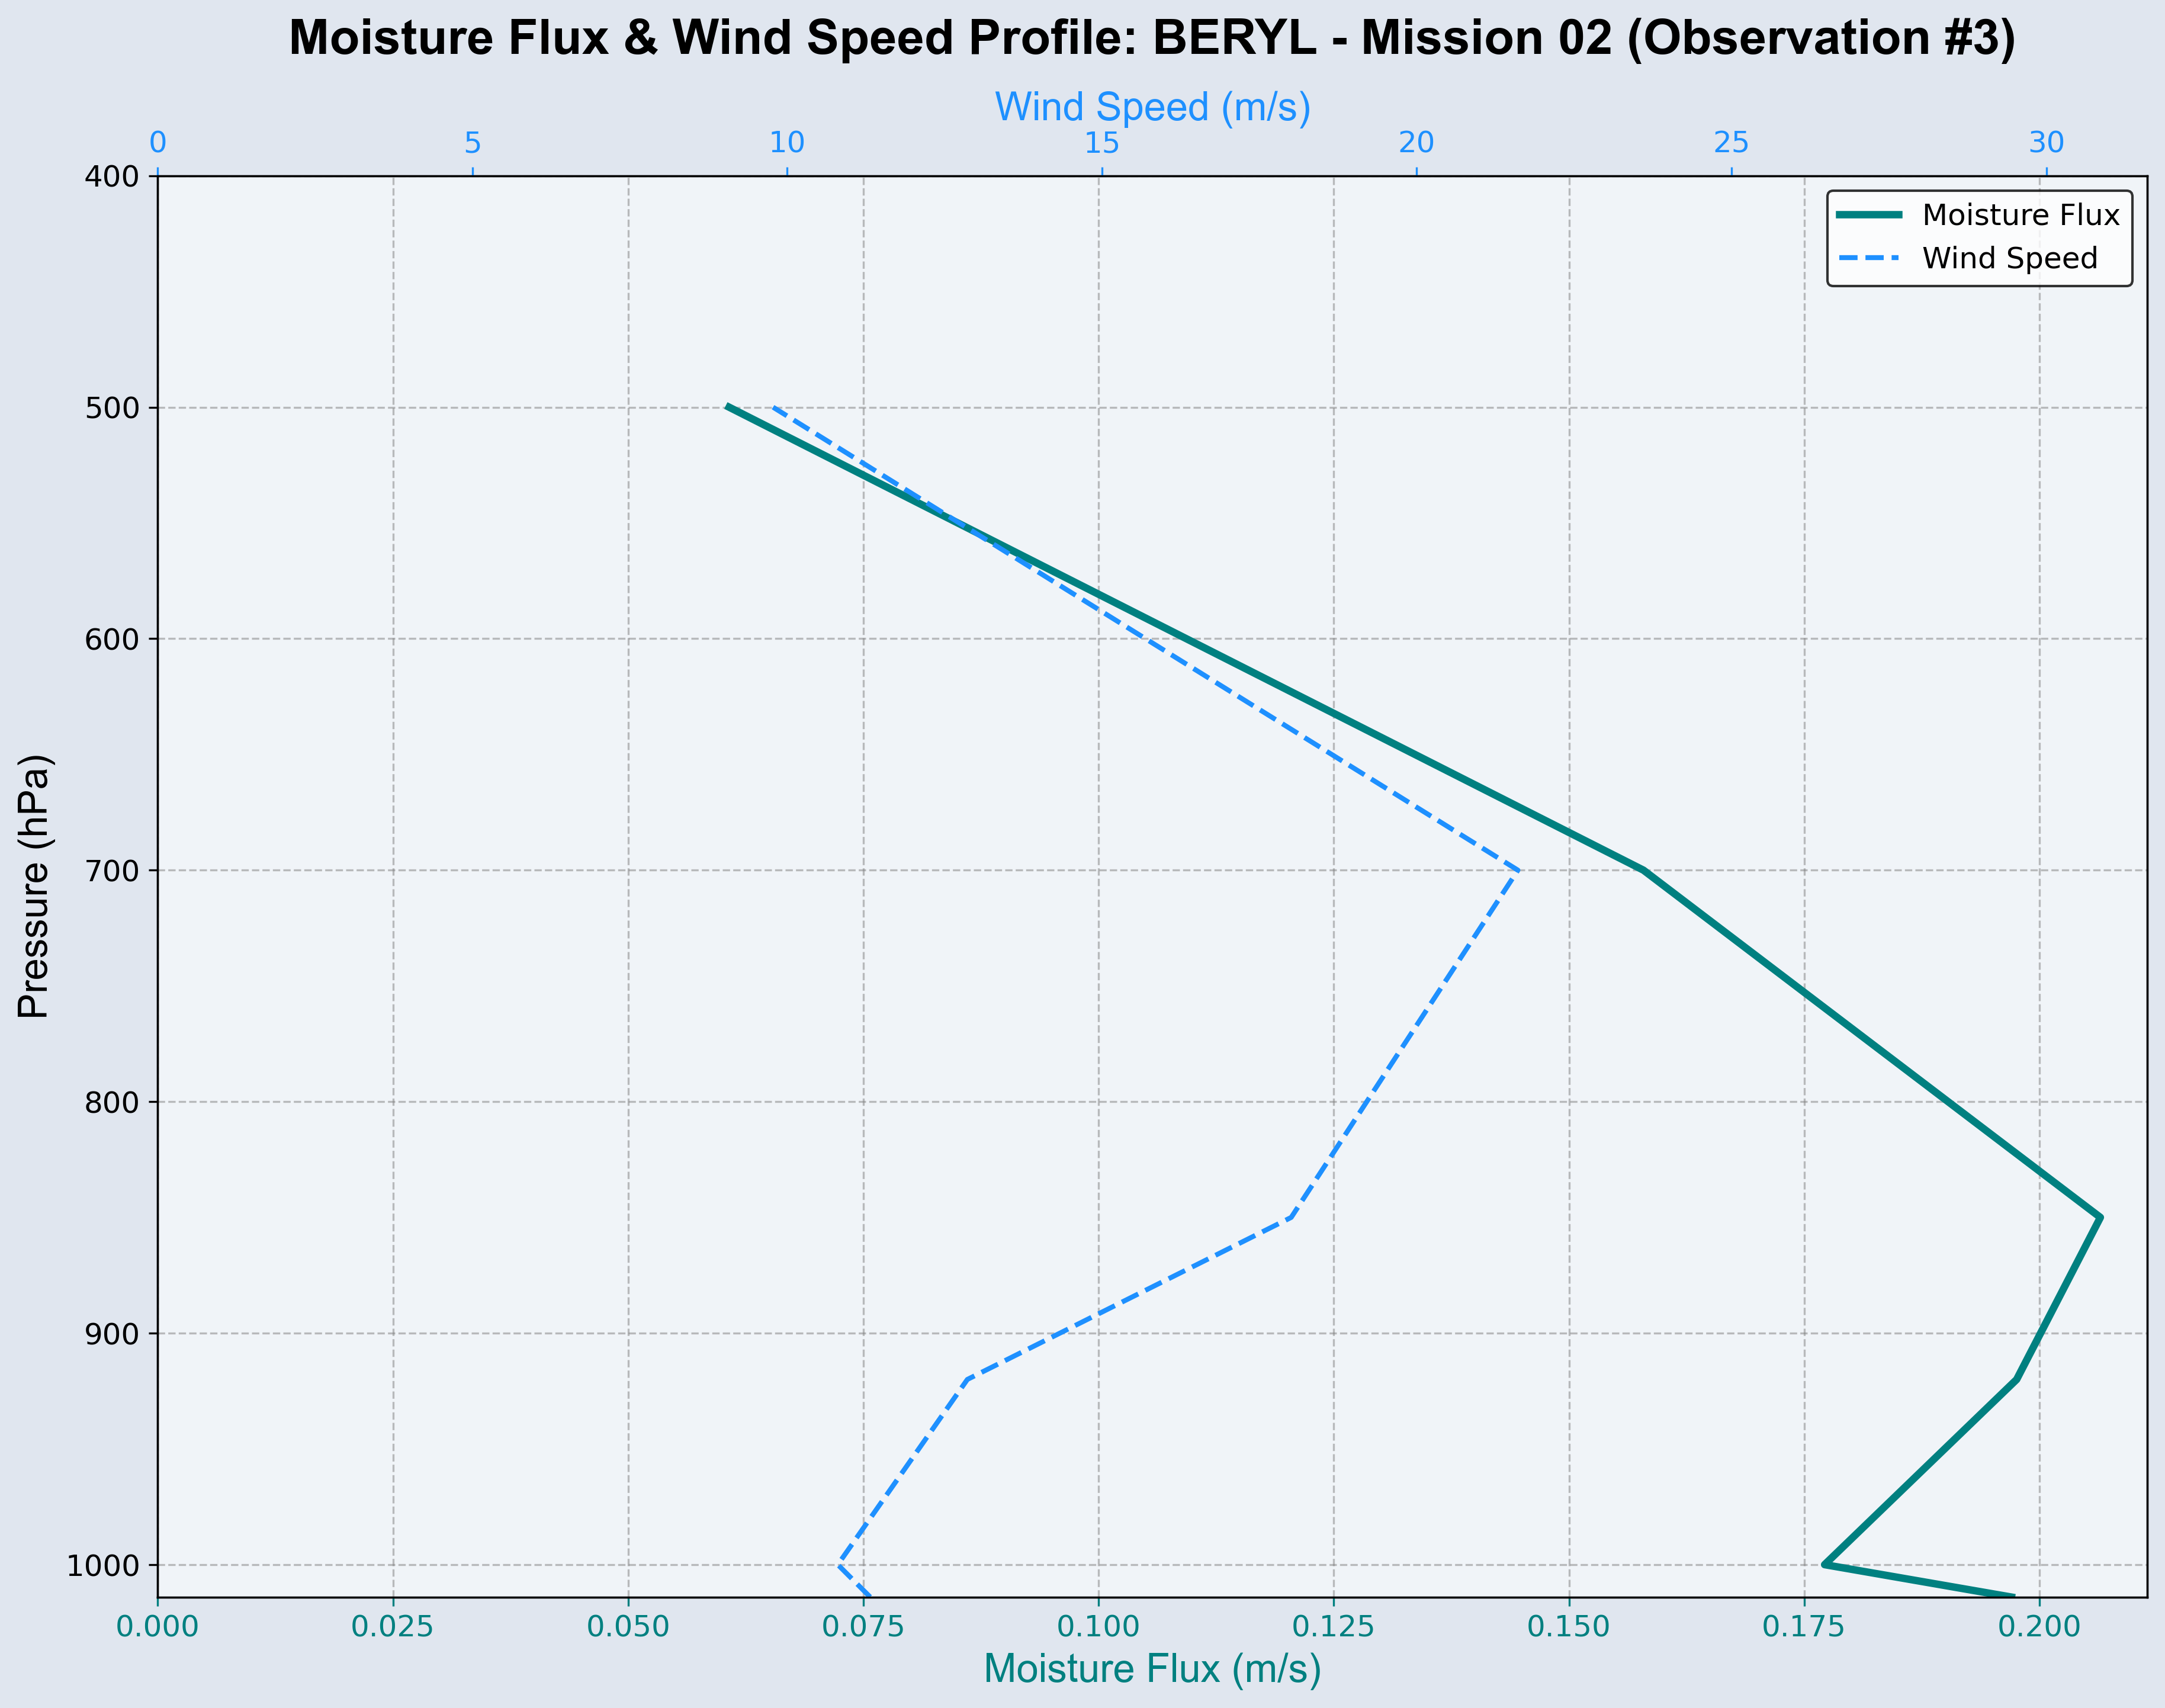 Moisture Flux & Wind Speed Profile: BERYL - Mission 02 (Observation #3)
Wind Speed (m/s)
0 5 10 15 20 25 30
Moisture Flux
Wind Speed
400
500
600
700
800
900
1000
Pressure (hPa)
0.000 0.025 0.050 0.075 0.100 0.125 0.150 0.175 0.200
Moisture Flux (m/s)